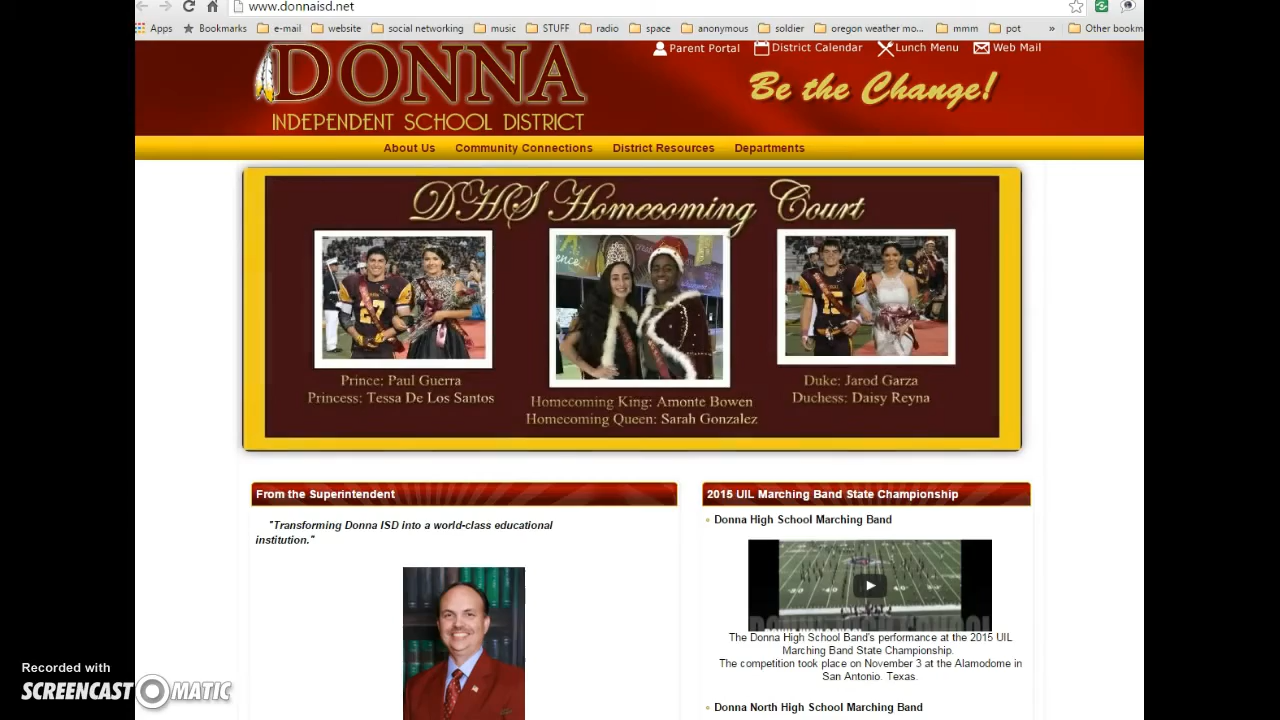 www.donnaisd.net
Apps Bookmarks e-mail website social networking music STUFF radio space anonymous soldier oregon weather mo... mmm pot » Other bookm
Parent Portal District Calendar Lunch Menu Web Mail
DONNA
INDEPENDENT SCHOOL DISTRICT
Be the Change!
About Us Community Connections District Resources Departments
DHS Homecoming Court
Prince: Paul Guerra
Princess: Tessa De Los Santos
Homecoming King: Amonte Bowen
Homecoming Queen: Sarah Gonzalez
Duke: Jarod Garza
Duchess: Daisy Reyna
From the Superintendent
"Transforming Donna ISD into a world-class educational
institution."
2015 UIL Marching Band State Championship
Donna High School Marching Band
The Donna High School Band's performance at the 2015 UIL
Marching Band State Championship.
The competition took place on November 3 at the Alamodome in
San Antonio. Texas.
Donna North High School Marching Band
Recorded with
SCREENCAST O MATIC